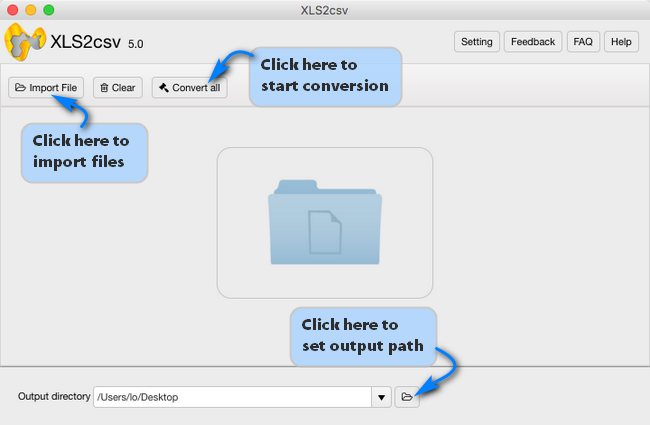 XLS2csv
XLS2csv 5.0
Setting
Feedback
FAQ
Help
Click here to
start conversion
Import File
Clear
Convert all
Click here to
import files
Click here to
set output path
Output directory
/Users/lo/Desktop